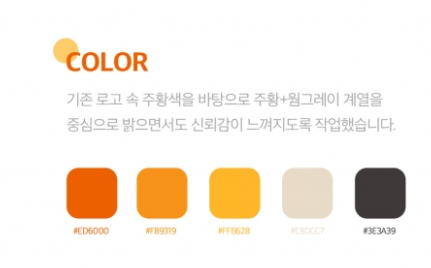 COLOR
기존 로고 속 주황색을 바탕으로 주황+웜그레이 계열을
중심으로 밝으면서도 신뢰감이 느껴지도록 작업했습니다.
#ED6000 #FB9319 #FFB628 #E8DCC7 #3E3A39